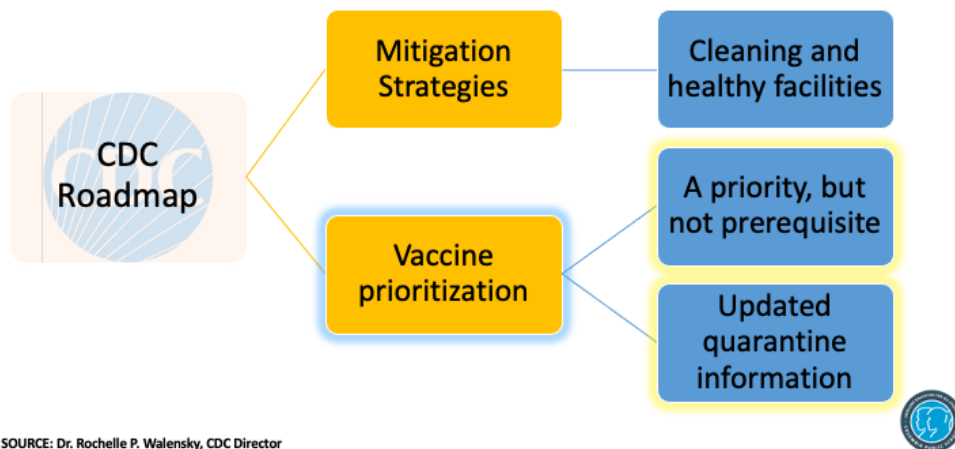 Mitigation
Strategies
Cleaning and
healthy facilities
CDC
CDC
Roadmap
A priority, but
not prerequisite
Vaccine
prioritization
Updated
quarantine
information
SOURCE: Dr. Rochelle P. Walensky, CDC Director